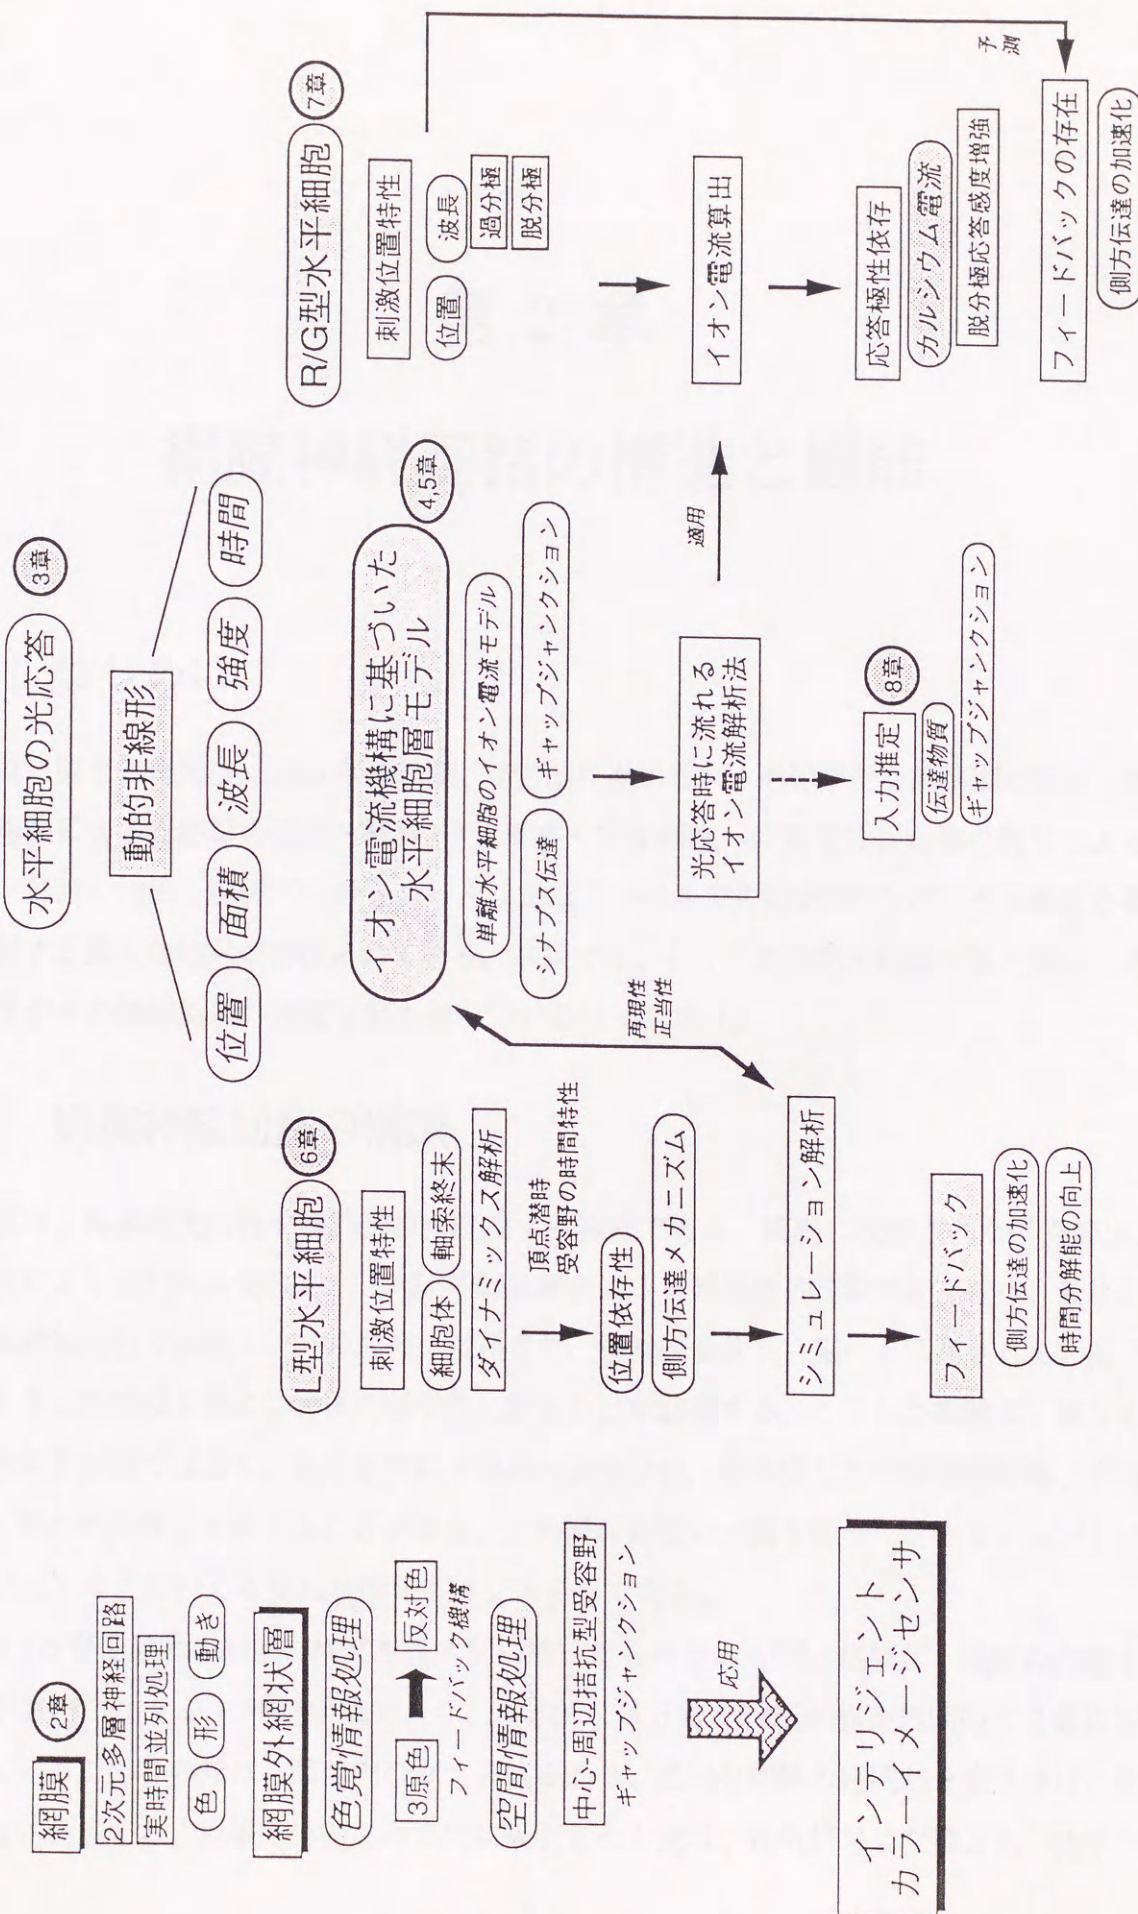 網膜
2章
2次元多層神経回路
実時間並列処理
色
形
動き
網膜外網状層
色覚情報処理
3原色
反対色
フィードバック機構
空間情報処理
中心-周辺拮抗型受容野
ギャップジャンクション
応用
インテリジェント
カラーイメージセンサ
水平細胞の光応答
3章
動的非線形
位置
面積
波長
強度
時間
L型水平細胞
6章
刺激位置特性
細胞体
軸索終末
ダイナミックス解析
頂点潜時
受容野の時間特性
位置依存性
側方伝達メカニズム
シミュレーション解析
フィードバック
側方伝達の加速化
時間分解能の向上
再現性
正当性
イオン電流機構に基づいた
水平細胞層モデル
4,5章
単離水平細胞のイオン電流モデル
シナプス伝達
ギャップジャンクション
光応答時に流れる
イオン電流解析法
入力推定
8章
伝達物質
ギャップジャンクション
適用
R/G型水平細胞
7章
刺激位置特性
位置
波長
過分極
脱分極
イオン電流算出
応答極性依存
カルシウム電流
脱分極応答感度増強
予測
フィードバックの存在
側方伝達の加速化